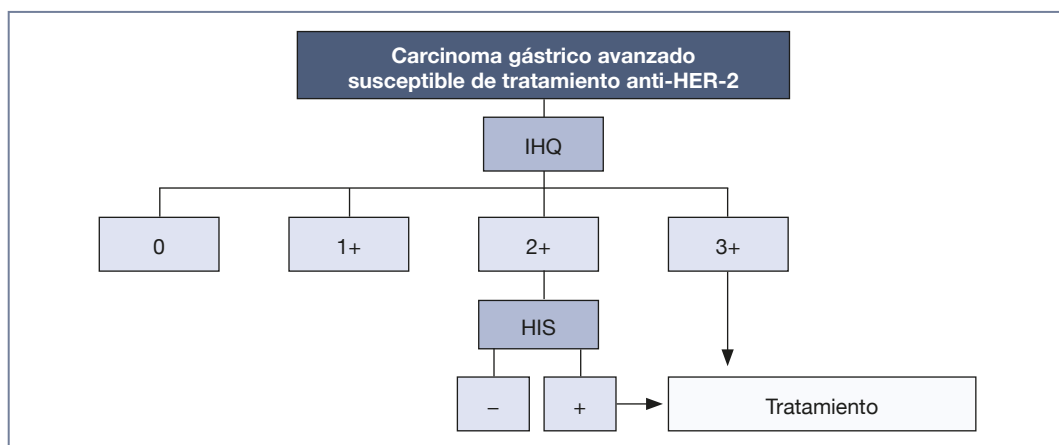 Carcinoma gástrico avanzado
susceptible de tratamiento anti-HER-2
IHQ
0
1+
2+
3+
HIS
–
+
Tratamiento